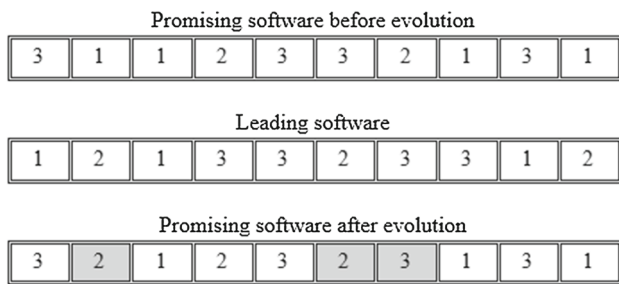 Promising software before evolution
3 1 1 2 3 3 2 1 3 1
Leading software
1 2 1 3 3 2 3 3 1 2
Promising software after evolution
3 2 1 2 3 2 3 1 3 1